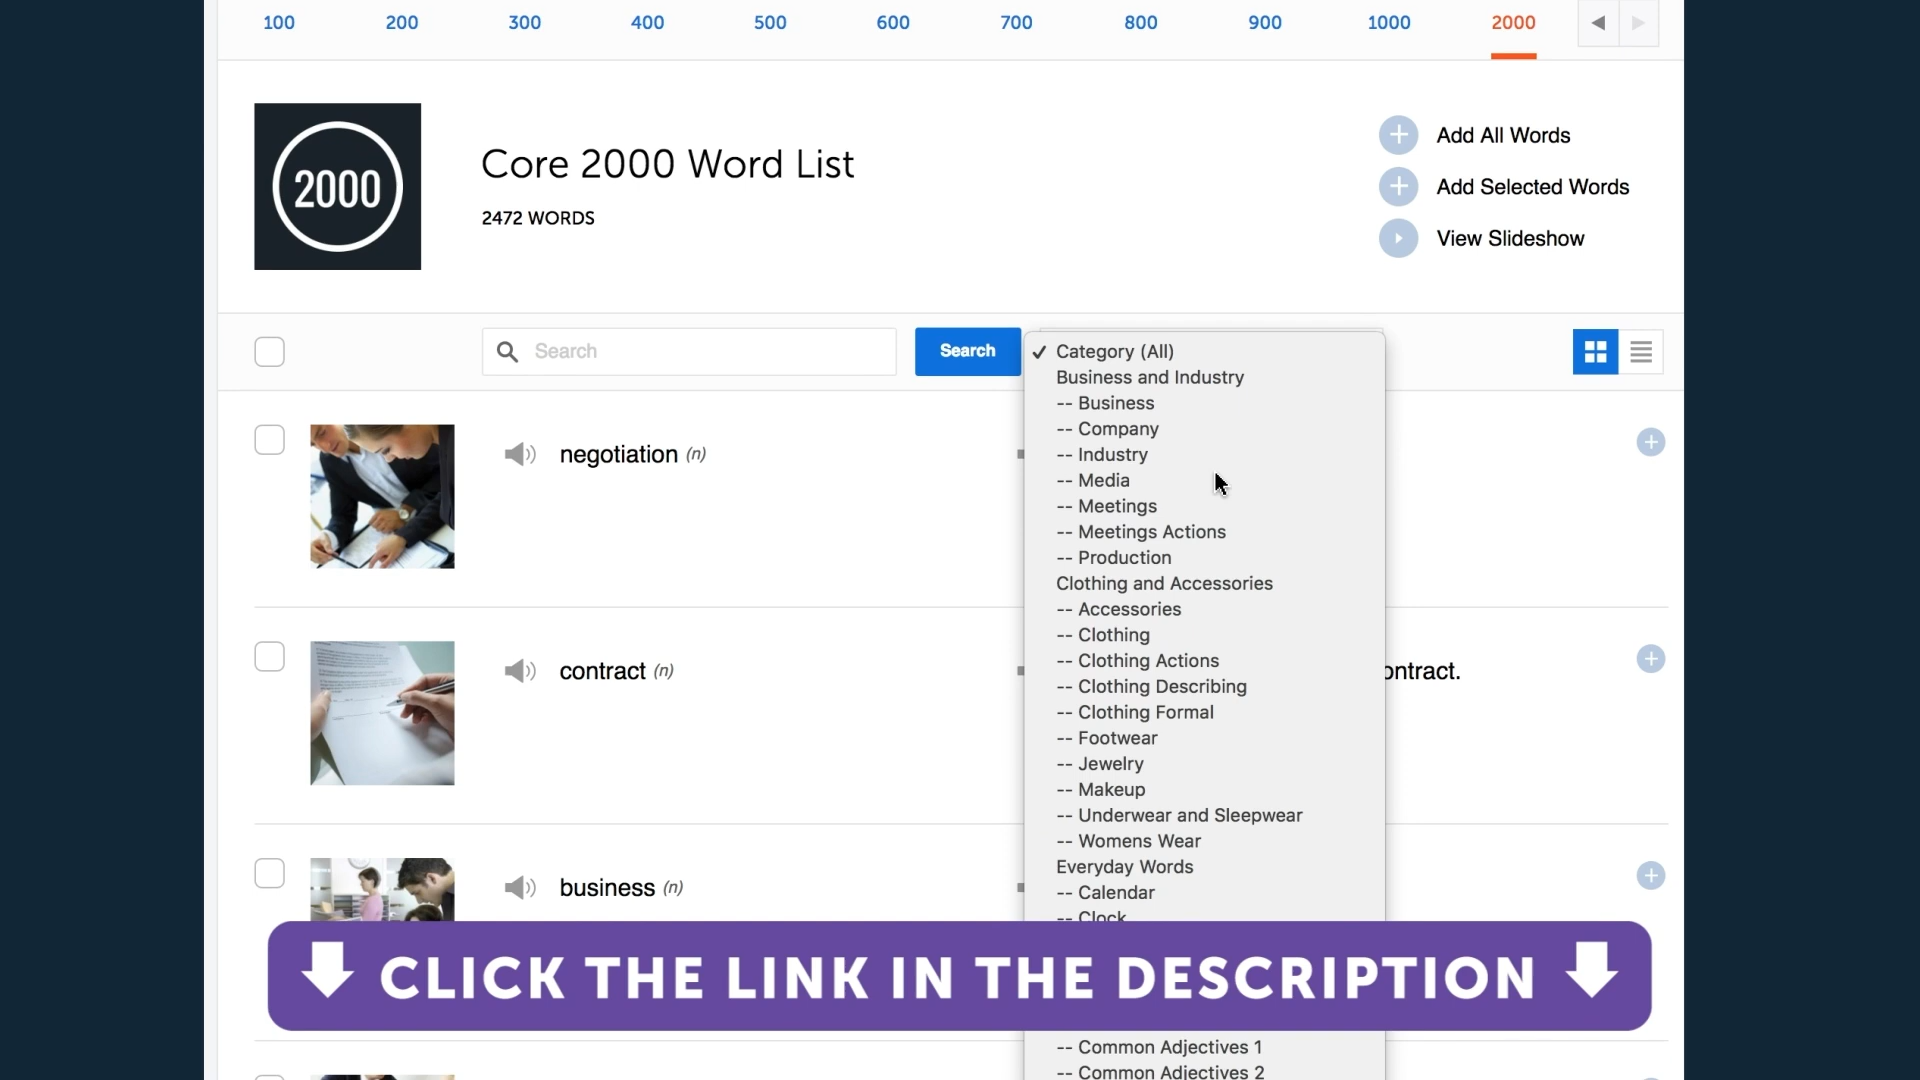 100 200 300 400 500 600 700 800 900 1000 2000
2000
Core 2000 Word List
2472 WORDS
Add All Words
Add Selected Words
View Slideshow
Search
Search
✓ Category (All)
Business and Industry
-- Business
-- Company
-- Industry
-- Media
-- Meetings
-- Meetings Actions
-- Production
Clothing and Accessories
-- Accessories
-- Clothing
-- Clothing Actions
-- Clothing Describing
-- Clothing Formal
-- Footwear
-- Jewelry
-- Makeup
-- Underwear and Sleepwear
-- Womens Wear
Everyday Words
-- Calendar
-- Clock
-- Common Adjectives 1
-- Common Adjectives 2
negotiation (n)
contract (n)
ontract.
business (n)
CLICK THE LINK IN THE DESCRIPTION